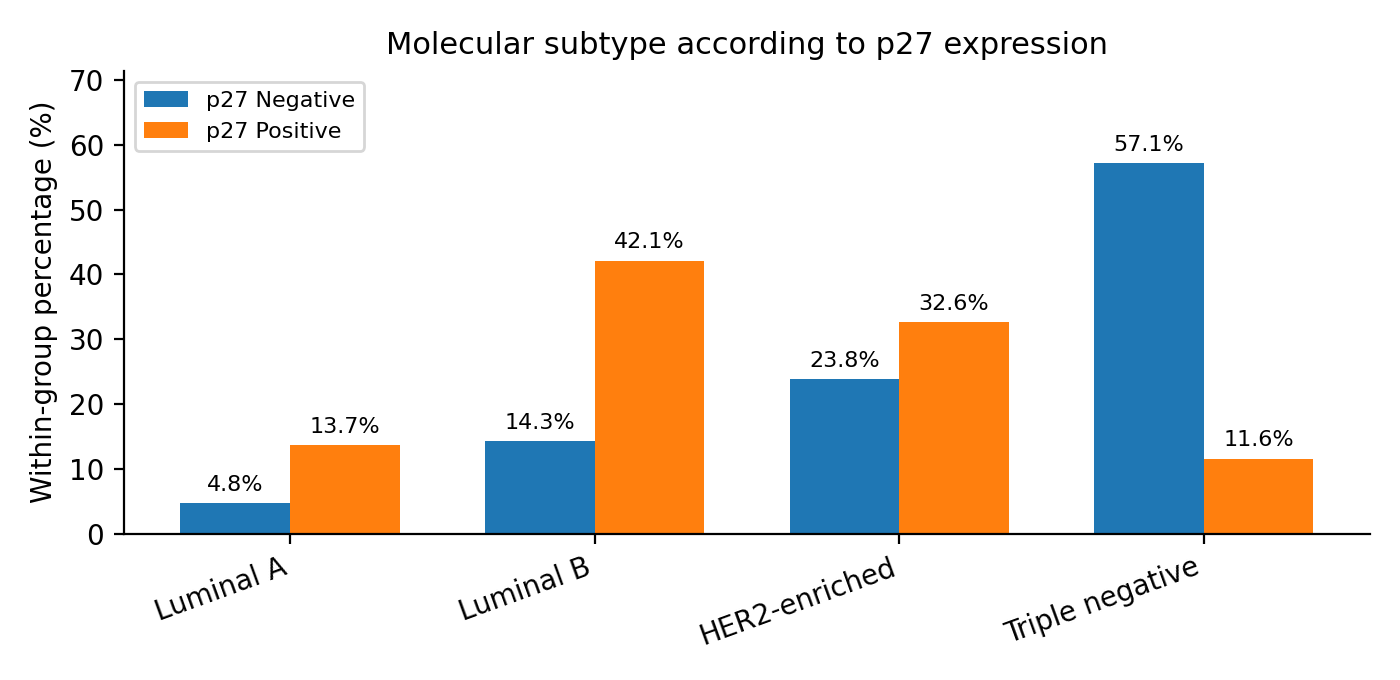 Molecular subtype according to p27 expression
Within-group percentage (%)
70
60
50
40
30
20
10
0
p27 Negative
p27 Positive
4.8%
13.7%
14.3%
42.1%
23.8%
32.6%
57.1%
11.6%
Luminal A
Luminal B
HER2-enriched
Triple negative